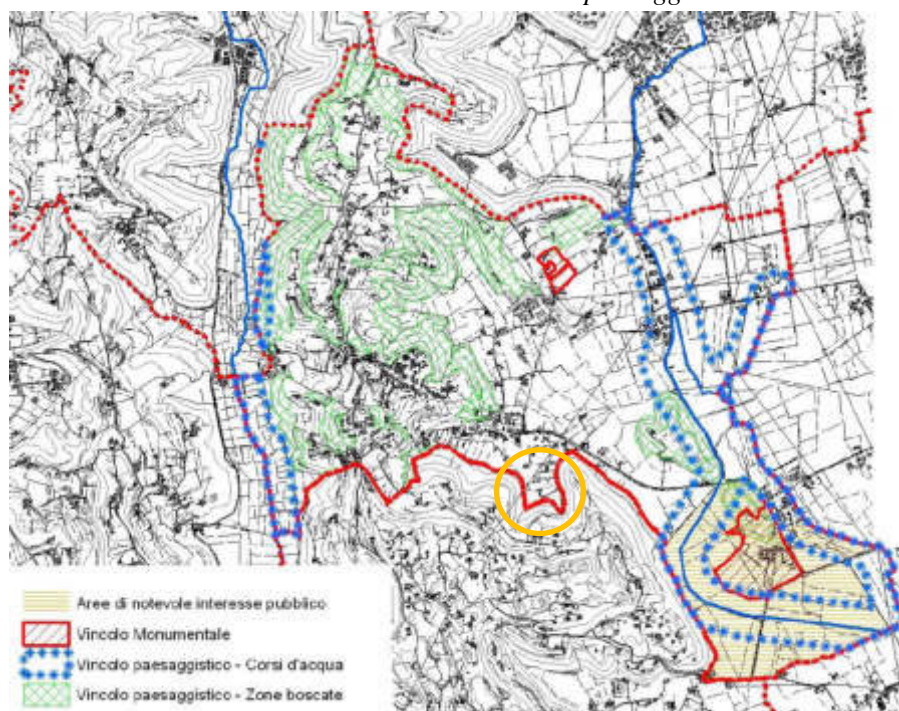 Aree di notevole interesse pubblico
Vincolo Monumentale
Vincolo paesaggistico - Corsi d'acqua
Vincolo paesaggistico - Zone boscate